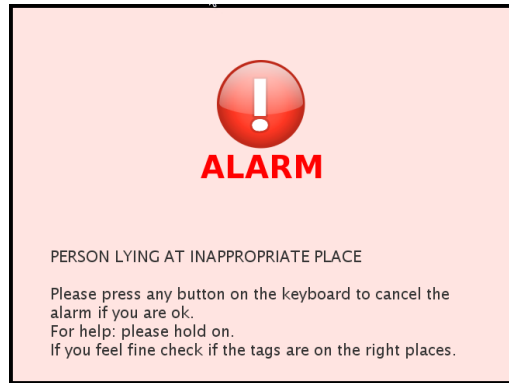 ALARM
PERSON LYING AT INAPPROPRIATE PLACE
Please press any button on the keyboard to cancel the
alarm if you are ok.
For help: please hold on.
If you feel fine check if the tags are on the right places.